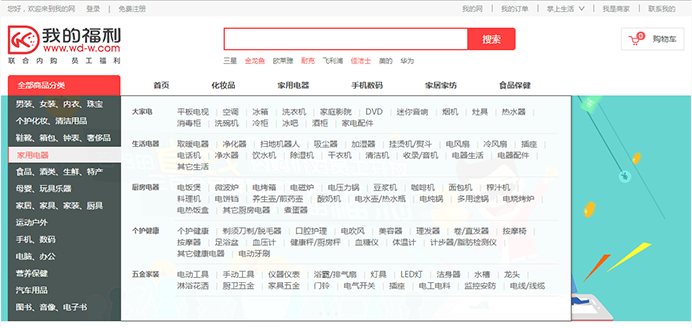 您好，欢迎来到我的网 登录 | 免费注册 我的网 | 我的订单 | 掌上生活 | 我是商家 | 联系我的
我的福利
www.wd-w.com
联合内购 员工福利
搜索
0 购物车
三星 金龙鱼 欧莱雅 耐克 飞利浦 佳洁士 美的 华为
全部商品分类 首页 化妆品 家用电器 手机数码 家居家纺 食品保健
男装、女装、内衣、珠宝
个护化妆、清洁用品
鞋靴、箱包、钟表、奢侈品
家用电器
食品、酒类、生鲜、特产
母婴、玩具乐器
家居、家具、家装、厨具
运动户外
手机、数码
电脑、办公
营养保健
汽车用品
图书、音像、电子书
大家电 平板电视 | 空调 | 冰箱 | 洗衣机 | 家庭影院 | DVD | 迷你音响 | 烟机 | 灶具 | 热水器 |
消毒柜 | 洗碗机 | 冷柜 | 冰吧 | 酒柜 | 家电配件
生活电器 取暖电器 | 净化器 | 扫地机器人 | 吸尘器 | 加湿器 | 挂烫机/熨斗 | 电风扇 | 冷风扇 | 插座 |
电话机 | 净水器 | 饮水机 | 除湿机 | 干衣机 | 清洁机 | 收录/音机 | 电器生活 | 电器配件 |
其它生活
厨房电器 电饭煲 | 微波炉 | 电烤箱 | 电磁炉 | 电压力锅 | 豆浆机 | 咖啡机 | 面包机 | 榨汁机 |
料理机 | 电饼铛 | 养生壶/煎药壶 | 酸奶机 | 电水壶/热水瓶 | 电炖锅 | 多用途锅 | 电烧烤炉 |
电热饭盒 | 其它厨房电器 | 煮蛋器
个护健康 个护健康 | 剃须刀剃/脱毛器 | 口腔护理 | 电吹风 | 美容器 | 理发器 | 卷/直发器 | 按摩椅 |
按摩器 | 足浴盆 | 血压计 | 健康秤/厨房秤 | 血糖仪 | 体温计 | 计步器/脂肪检测仪 |
其它健康电器 | 电动牙刷
五金家装 电动工具 | 手动工具 | 仪器仪表 | 浴霸/排气扇 | 灯具 | LED灯 | 洁身器 | 水槽 | 龙头 |
淋浴花洒 | 厨卫五金 | 家具五金 | 门铃 | 电气开关 | 插座 | 电工电料 | 监控安防 | 电线/线缆